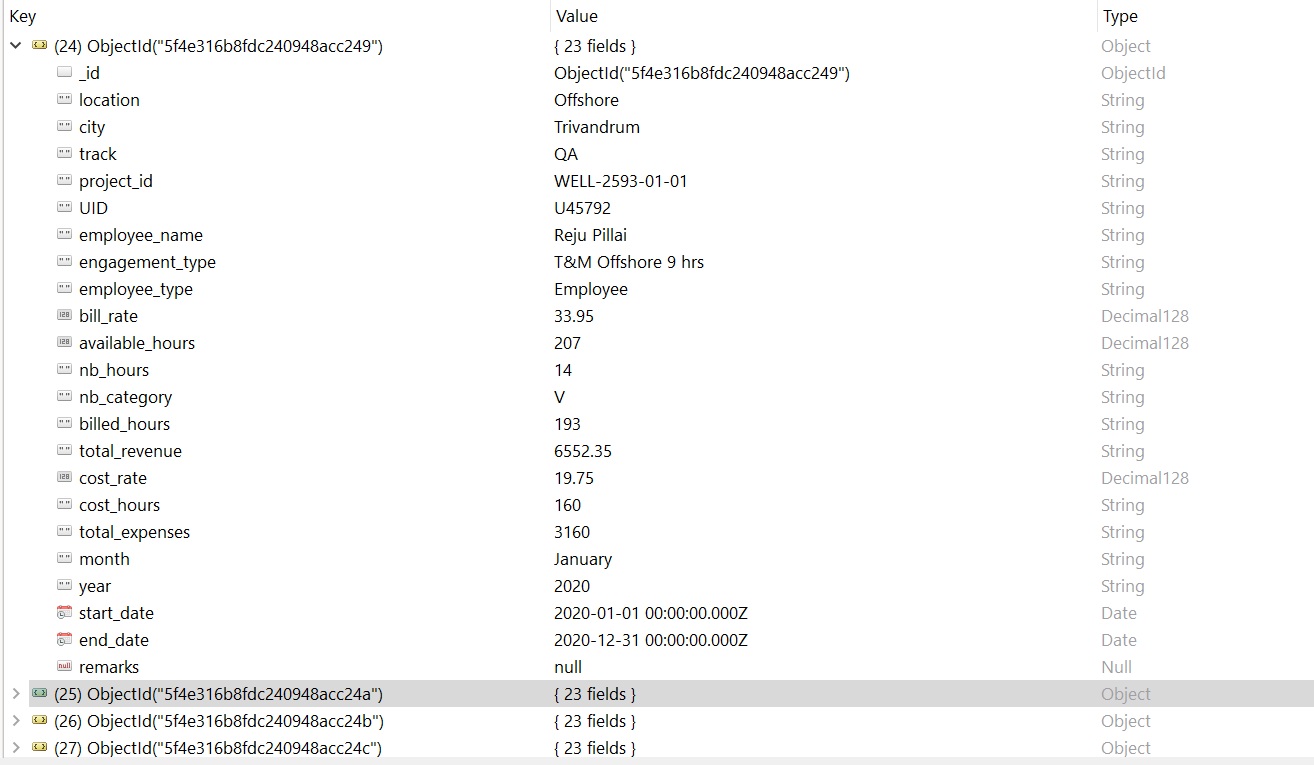 Key Value Type
(24) ObjectId("5f4e316b8fdc240948acc249") { 23 fields } Object
_id ObjectId("5f4e316b8fdc240948acc249") ObjectId
"" location Offshore String
"" city Trivandrum String
"" track QA String
"" project_id WELL-2593-01-01 String
"" UID U45792 String
"" employee_name Reju Pillai String
"" engagement_type T&M Offshore 9 hrs String
"" employee_type Employee String
128 bill_rate 33.95 Decimal128
128 available_hours 207 Decimal128
"" nb_hours 14 String
"" nb_category V String
"" billed_hours 193 String
"" total_revenue 6552.35 String
128 cost_rate 19.75 Decimal128
"" cost_hours 160 String
"" total_expenses 3160 String
"" month January String
"" year 2020 String
start_date 2020-01-01 00:00:00.000Z Date
end_date 2020-12-31 00:00:00.000Z Date
null remarks null Null
(25) ObjectId("5f4e316b8fdc240948acc24a") { 23 fields } Object
(26) ObjectId("5f4e316b8fdc240948acc24b") { 23 fields } Object
(27) ObjectId("5f4e316b8fdc240948acc24c") { 23 fields } Object